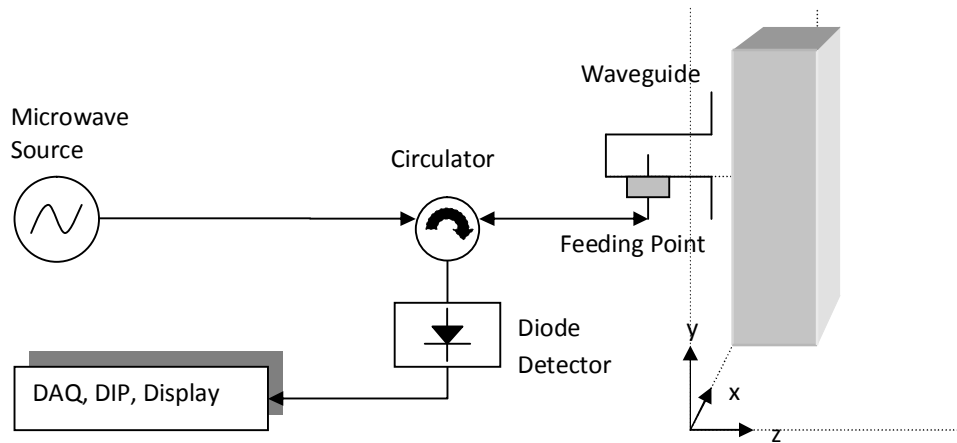 Waveguide
Microwave
Source
Circulator
Feeding Point
Diode
Detector
DAQ, DIP, Display
y
x
z